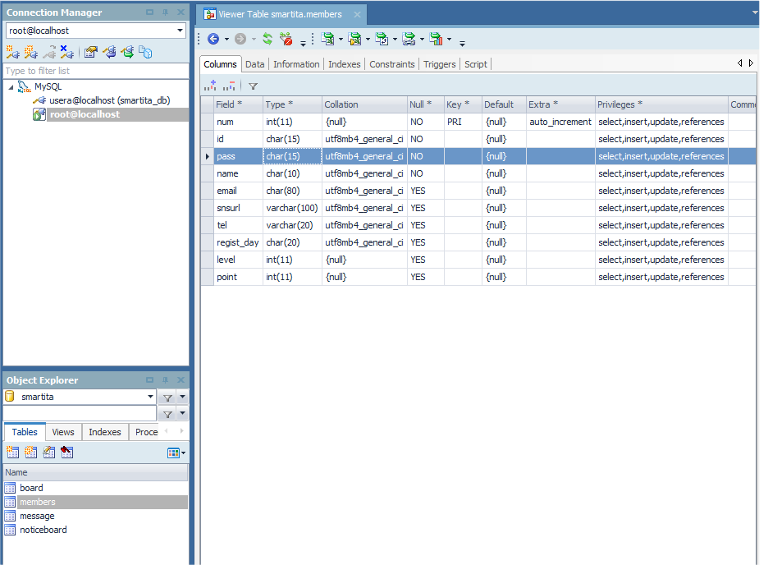 Connection Manager
root@localhost
Type to filter list
MySQL
usera@localhost (smartita_db)
root@localhost
Object Explorer
smartita
Tables Views Indexes Proce
Name
board
members
message
noticeboard
Viewer Table smartita.members
Columns Data Information Indexes Constraints Triggers Script
Field * Type * Collation Null * Key * Default Extra * Privileges * Comme
num int(11) {null} NO PRI {null} auto_increment select,insert,update,references
id char(15) utf8mb4_general_ci NO {null} select,insert,update,references
pass char(15) utf8mb4_general_ci NO {null} select,insert,update,references
name char(10) utf8mb4_general_ci NO {null} select,insert,update,references
email char(80) utf8mb4_general_ci YES {null} select,insert,update,references
snsurl varchar(100) utf8mb4_general_ci YES {null} select,insert,update,references
tel varchar(20) utf8mb4_general_ci YES {null} select,insert,update,references
regist_day char(20) utf8mb4_general_ci YES {null} select,insert,update,references
level int(11) {null} YES {null} select,insert,update,references
point int(11) {null} YES {null} select,insert,update,references